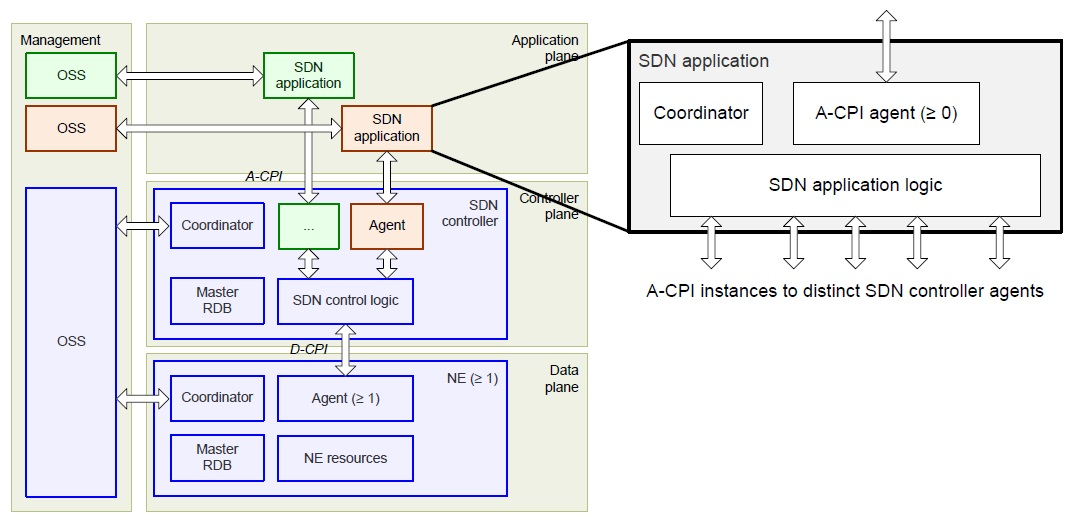 Management
OSS
OSS
OSS
Application
plane
SDN
application
SDN
application
A-CPI
Controller
plane
SDN
controller
Coordinator
...
Agent
Master
RDB
SDN control logic
D-CPI
Data
plane
NE (≥ 1)
Coordinator
Agent (≥ 1)
Master
RDB
NE resources
SDN application
Coordinator
A-CPI agent (≥ 0)
SDN application logic
A-CPI instances to distinct SDN controller agents